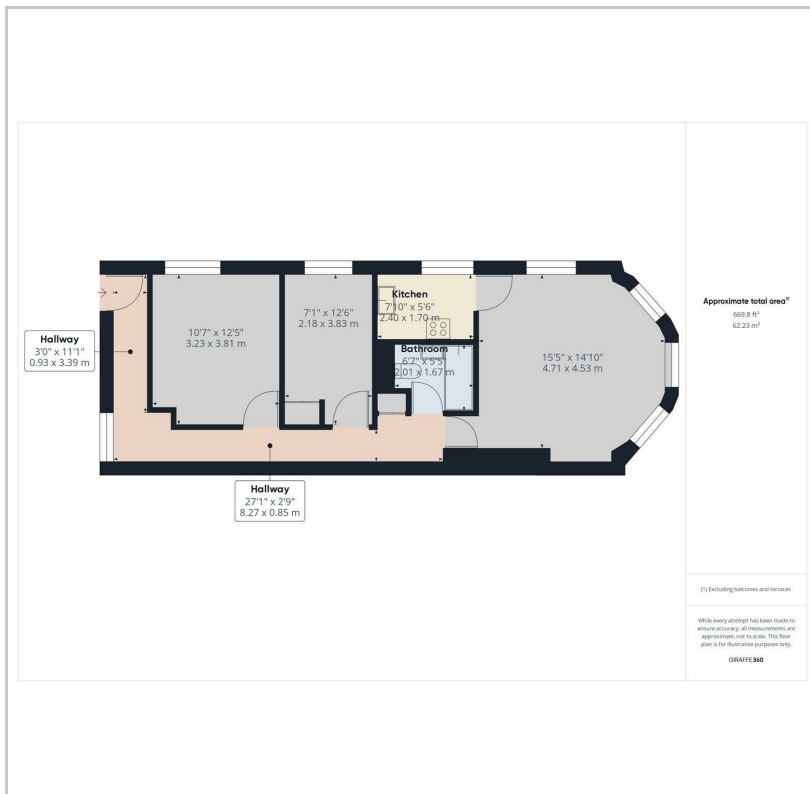 Hallway
3'0" x 11'1"
0.93 x 3.39 m
10'7" x 12'5"
3.23 x 3.81 m
7'1" x 12'6"
2.18 x 3.83 m
Kitchen
7'10" x 5'6"
2.40 x 1.70 m
Bathroom
6'7" x 5'5"
2.01 x 1.67 m
15'5" x 14'10"
4.71 x 4.53 m
Hallway
27'1" x 2'9"
8.27 x 0.85 m
Approximate total area(1)
669.8 ft²
62.23 m²
(1) Excluding balconies and terraces
While every attempt has been made to
ensure accuracy, all measurements are
approximate, not to scale. This floor
plan is for illustrative purposes only.
GIRAFFE360